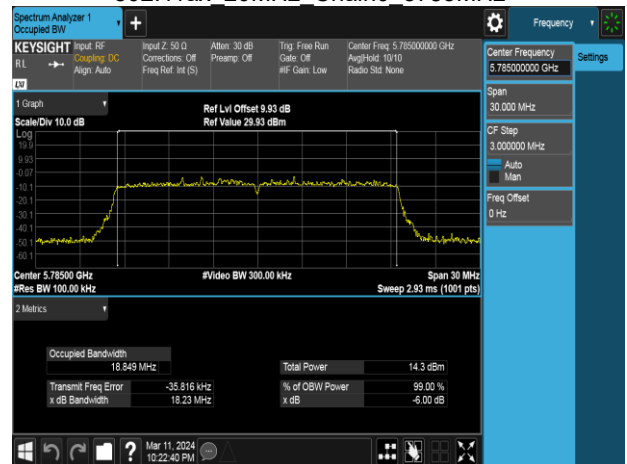 Spectrum Analyzer 1
Occupied BW
Frequency
KEYSIGHT
RL
LXI
Input: RF
Coupling: DC
Align: Auto
Input Z: 50 Ω
Corrections: Off
Freq Ref: Int (S)
Atten: 30 dB
Preamp: Off
Trig: Free Run
Gate: Off
#IF Gain: Low
Center Freq: 5.785000000 GHz
Avg|Hold: 10/10
Radio Std: None
Center Frequency
5.785000000 GHz
Settings
Span
30.000 MHz
CF Step
3.000000 MHz
Auto
Man
Freq Offset
0 Hz
1 Graph
Scale/Div 10.0 dB
Ref Lvl Offset 9.93 dB
Ref Value 29.93 dBm
Log
19.9
9.93
-0.07
-10.1
-20.1
-30.1
-40.1
-50.1
-60.1
Center 5.78500 GHz
#Video BW 300.00 kHz
Span 30 MHz
#Res BW 100.00 kHz
Sweep 2.93 ms (1001 pts)
2 Metrics
Occupied Bandwidth
18.849 MHz
Total Power 14.3 dBm
Transmit Freq Error -35.816 kHz
% of OBW Power 99.00 %
x dB Bandwidth 18.23 MHz
x dB -6.00 dB
?
Mar 11, 2024
10:22:40 PM